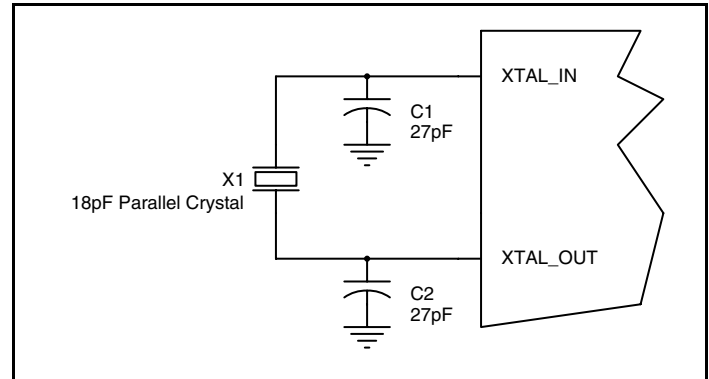 XTAL_IN
C1
27pF
X1
18pF Parallel Crystal
XTAL_OUT
C2
27pF